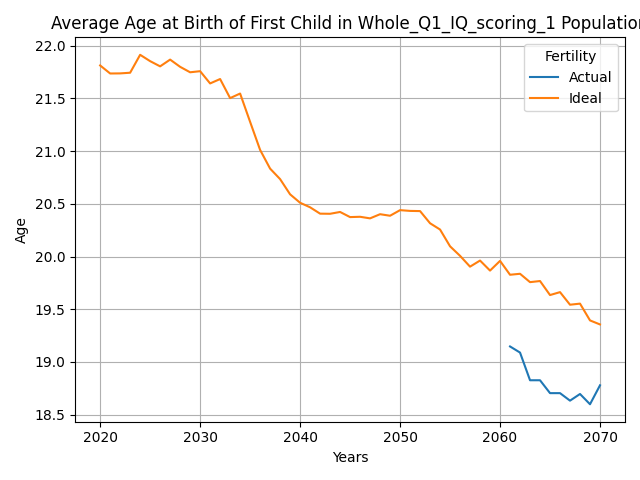 Average Age at Birth of First Child in Whole_Q1_IQ_scoring_1 Population
Fertility
Actual
Ideal
22.0
21.5
21.0
20.5
20.0
19.5
19.0
18.5
Age
2020 2030 2040 2050 2060 2070
Years